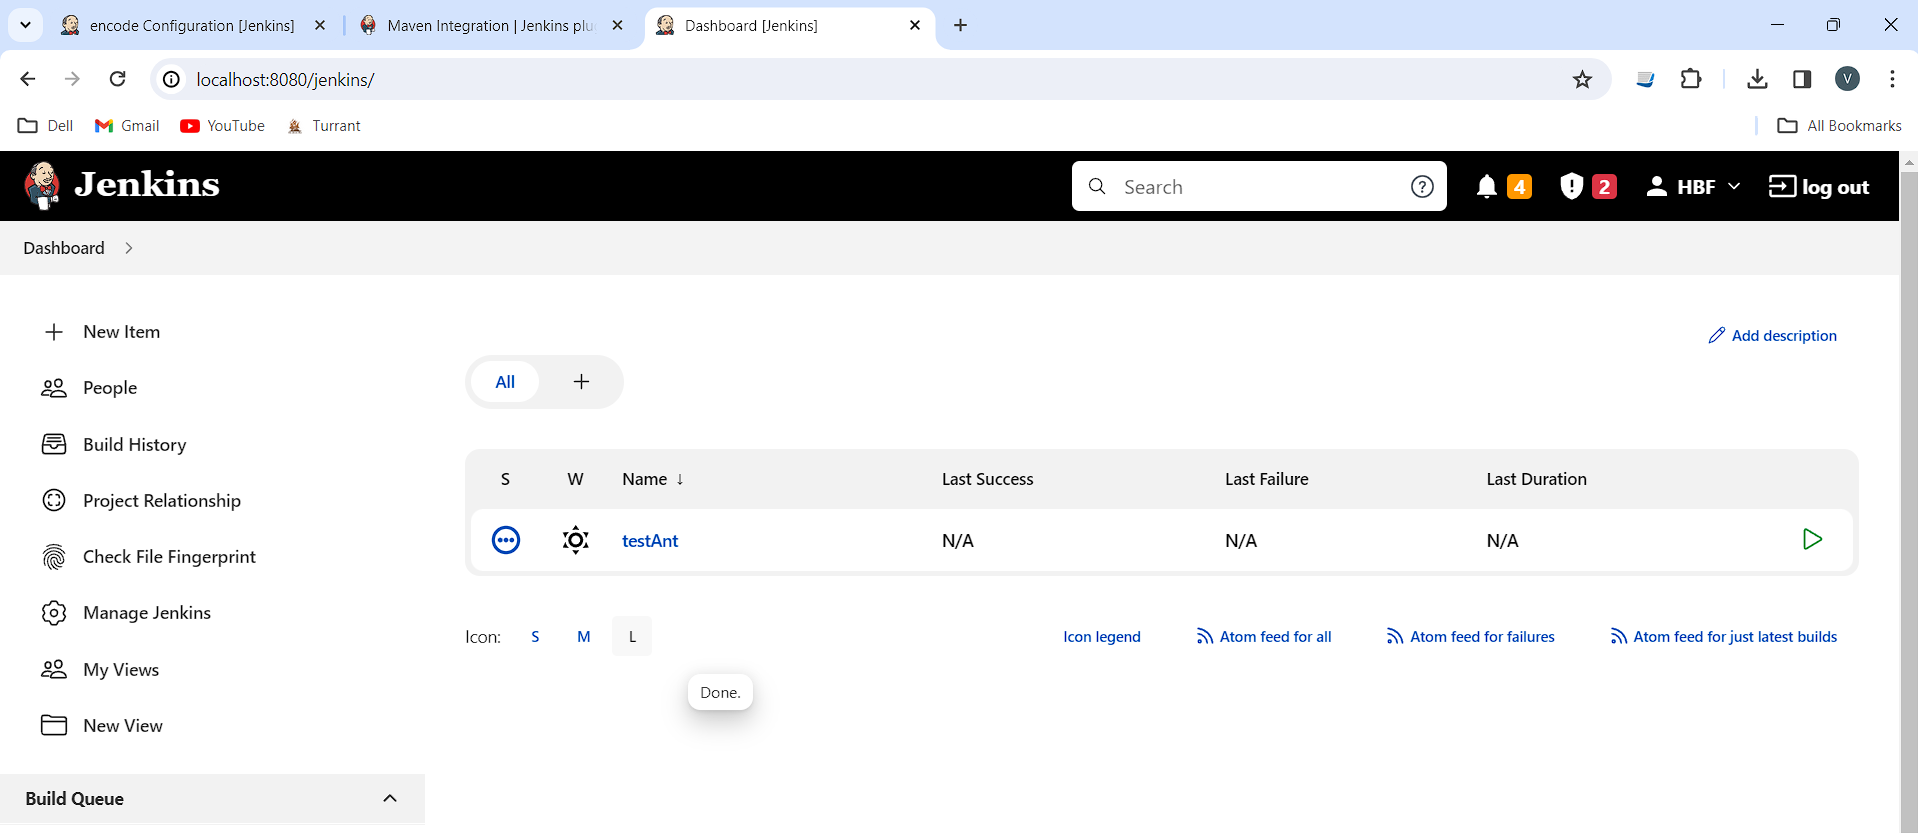 encode Configuration [Jenkins]
Maven Integration | Jenkins plu
Dashboard [Jenkins]
localhost:8080/jenkins/
V
Dell
Gmail
YouTube
Turrant
All Bookmarks
Jenkins
Search
4
2
HBF
log out
Dashboard
New Item
Add description
People
All
Build History
S W Name ↓ Last Success Last Failure Last Duration
Project Relationship
testAnt N/A N/A N/A
Check File Fingerprint
Manage Jenkins
Icon: S M L
Icon legend
Atom feed for all
Atom feed for failures
Atom feed for just latest builds
My Views
Done.
New View
Build Queue